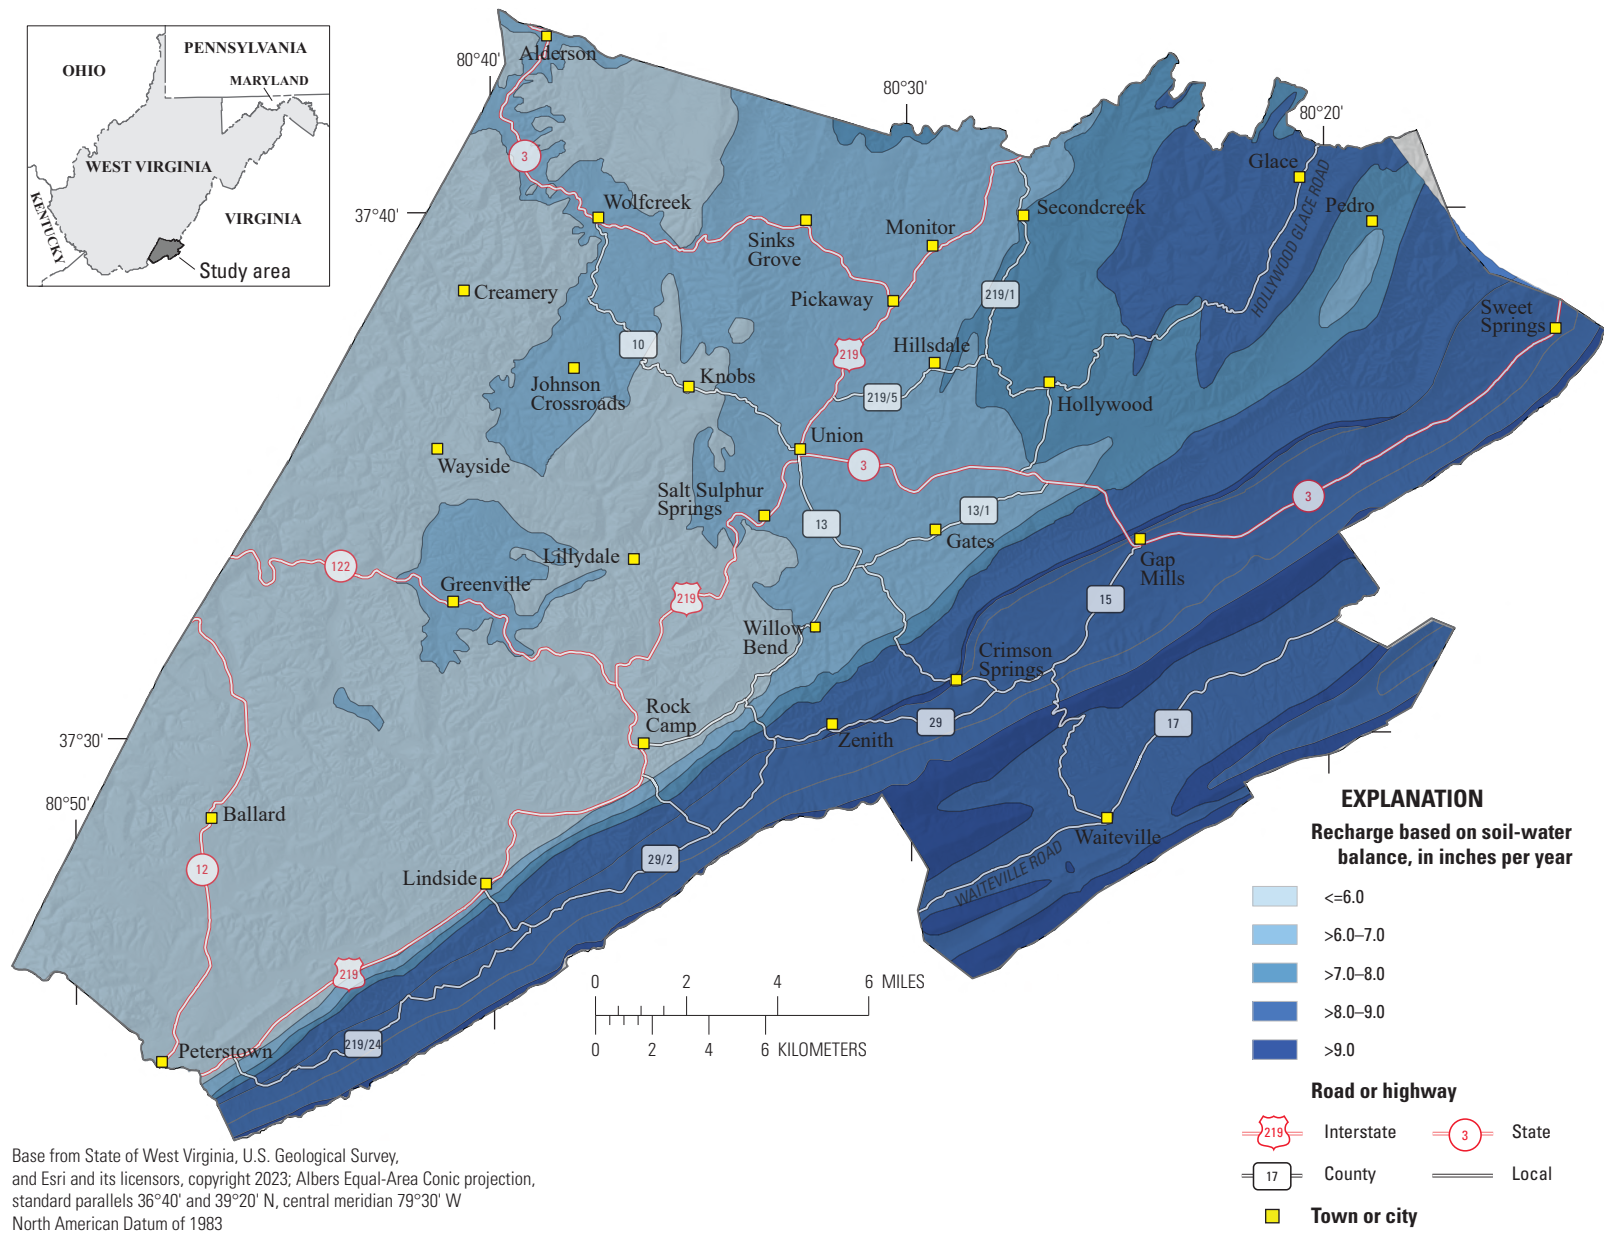 PENNSYLVANIA
OHIO
MARYLAND
WEST VIRGINIA
KENTUCKY
VIRGINIA
Study area
80°40'
80°30'
80°20'
37°40'
37°30'
80°50'
Alderson
3
Wolfcreek
Sinks
Grove
Monitor
Secondcreek
Glace
HOLLYWOOD GLACE ROAD
Pedro
Creamery
Pickaway
219/1
Sweet
Springs
10
219
Hillsdale
Johnson
Crossroads
Knobs
219/5
Hollywood
Union
Wayside
3
3
Salt Sulphur
Springs
13
13/1
Gates
Lillydale
Gap
Mills
122
Greenville
219
15
Willow
Bend
Crimson
Springs
Rock
Camp
29
17
Zenith
Ballard
Waiteville
WAITEVILLE ROAD
12
29/2
Lindside
219
219/24
Peterstown
0 2 4 6 MILES
0 2 4 6 KILOMETERS
EXPLANATION
Recharge based on soil-water
balance, in inches per year
<=6.0
>6.0–7.0
>7.0–8.0
>8.0–9.0
>9.0
Road or highway
219 Interstate 3 State
17 County Local
Town or city
Base from State of West Virginia, U.S. Geological Survey,
and Esri and its licensors, copyright 2023; Albers Equal-Area Conic projection,
standard parallels 36°40' and 39°20' N, central meridian 79°30' W
North American Datum of 1983